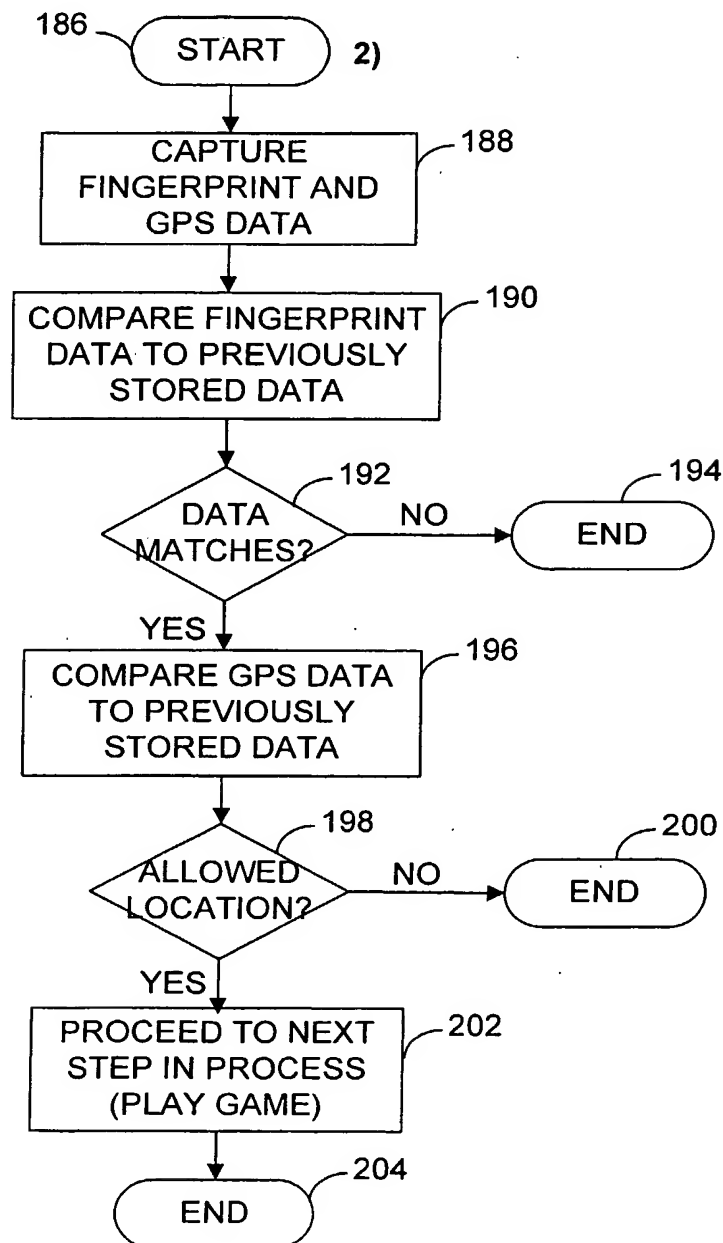 186
START
2)
188
CAPTURE
FINGERPRINT AND
GPS DATA
190
COMPARE FINGERPRINT
DATA TO PREVIOUSLY
STORED DATA
192
DATA
MATCHES?
NO
194
END
YES
196
COMPARE GPS DATA
TO PREVIOUSLY
STORED DATA
198
ALLOWED
LOCATION?
NO
200
END
YES
202
PROCEED TO NEXT
STEP IN PROCESS
(PLAY GAME)
204
END